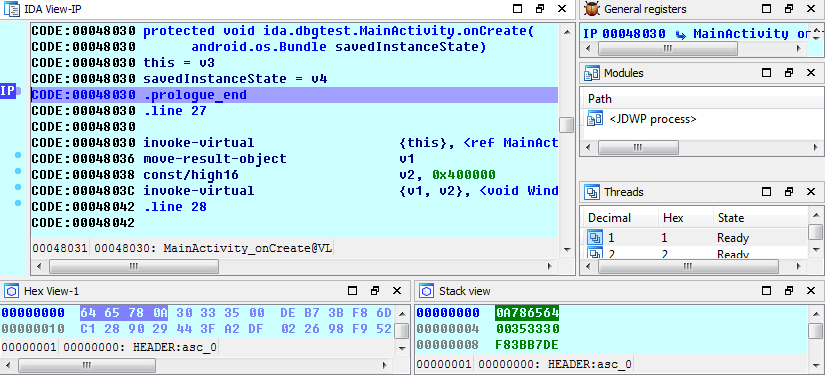 IDA View-IP
CODE:00048030 protected void ida.dbgtest.MainActivity.onCreate(
CODE:00048030 android.os.Bundle savedInstanceState)
CODE:00048030 this = v3
CODE:00048030 savedInstanceState = v4
IP CODE:00048030 .prologue_end
CODE:00048030 .line 27
CODE:00048030
CODE:00048030 invoke-virtual {this}, <ref MainAct
CODE:00048036 move-result-object v1
CODE:00048038 const/high16 v2, 0x400000
CODE:0004803C invoke-virtual {v1, v2}, <void Wind
CODE:00048042 .line 28
CODE:00048042
00048031 00048030: MainActivity_onCreate@VL
General registers
IP 00048030 MainActivity
Modules
Path
<JDWP process>
Threads
Decimal Hex State
1 1 Ready
2 2 Ready
Hex View-1
00000000 64 65 78 0A 30 33 35 00 DE B7 3B F8 6D
00000010 C1 28 90 29 44 3F A2 DF 02 26 98 F9 52
00000001 00000000: HEADER:asc_0
Stack view
00000000 0A786564
00000004 00353330
00000008 F83BB7DE
00000001 00000000: HEADER:asc_0